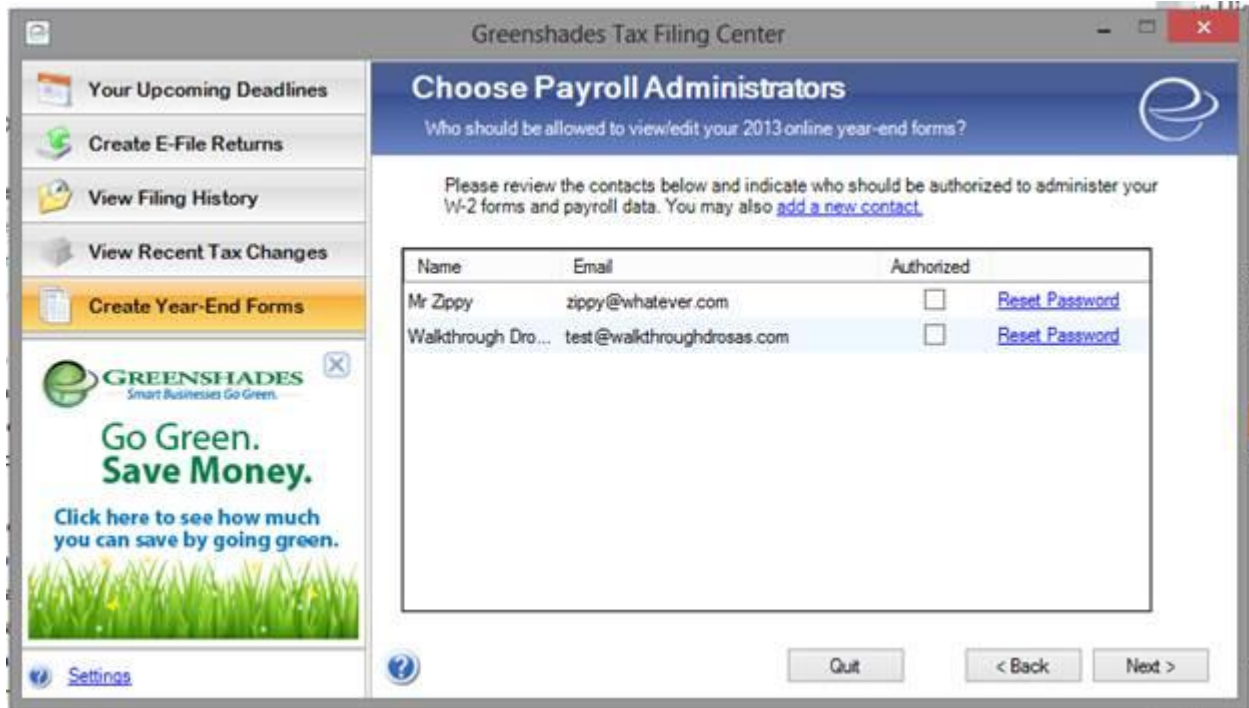 Greenshades Tax Filing Center
Your Upcoming Deadlines
Create E-File Returns
View Filing History
View Recent Tax Changes
Create Year-End Forms
GREENSHADES
Smart Businesses Go Green.
Go Green.
Save Money.
Click here to see how much
you can save by going green.
Settings
Choose Payroll Administrators
Who should be allowed to view/edit your 2013 online year-end forms?
Please review the contacts below and indicate who should be authorized to administer your
W-2 forms and payroll data. You may also add a new contact.
Name Email Authorized
Mr Zippy zippy@whatever.com Reset Password
Walkthrough Dro... test@walkthroughdrosas.com Reset Password
Quit < Back Next >